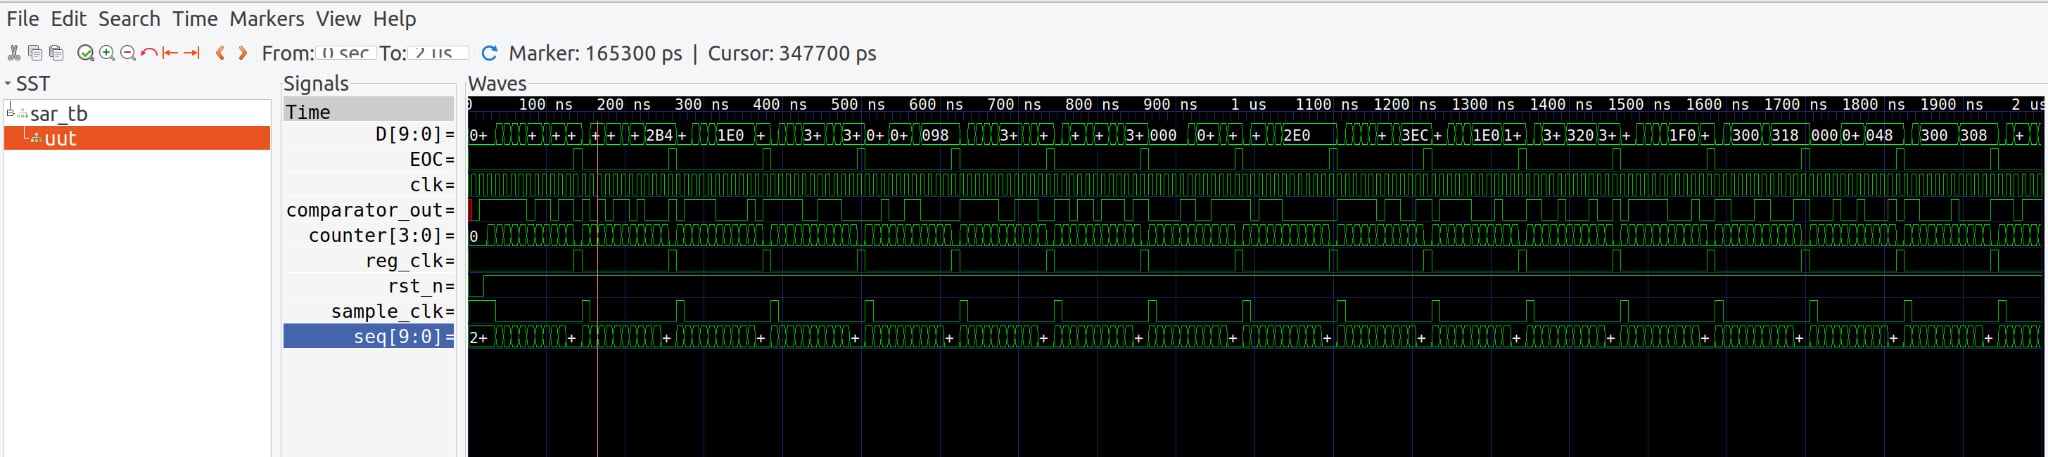 File Edit Search Time Markers View Help
From: 0 sec To: 2 us Marker: 165300 ps | Cursor: 347700 ps
SST Signals Waves
sar_tb
uut
Time 0 100 ns 200 ns 300 ns 400 ns 500 ns 600 ns 700 ns 800 ns 900 ns 1 us 1100 ns 1200 ns 1300 ns 1400 ns 1500 ns 1600 ns 1700 ns 1800 ns 1900 ns 2 us
D[9:0]= 0+ + + + + + + 2B4 + 1E0 + 3+ 3+ 0+ 0+ 098 3+ + + + 3+ 000 0+ + + 2E0 + + 3EC + 1E0 1+ 3+ 320 3+ + 1F0 + 300 318 000 0+ 048 300 308 +
EOC=
clk=
comparator_out=
counter[3:0]= 0
reg_clk=
rst_n=
sample_clk=
seq[9:0]= 2+ + + + + + + + + + + + + + + + +